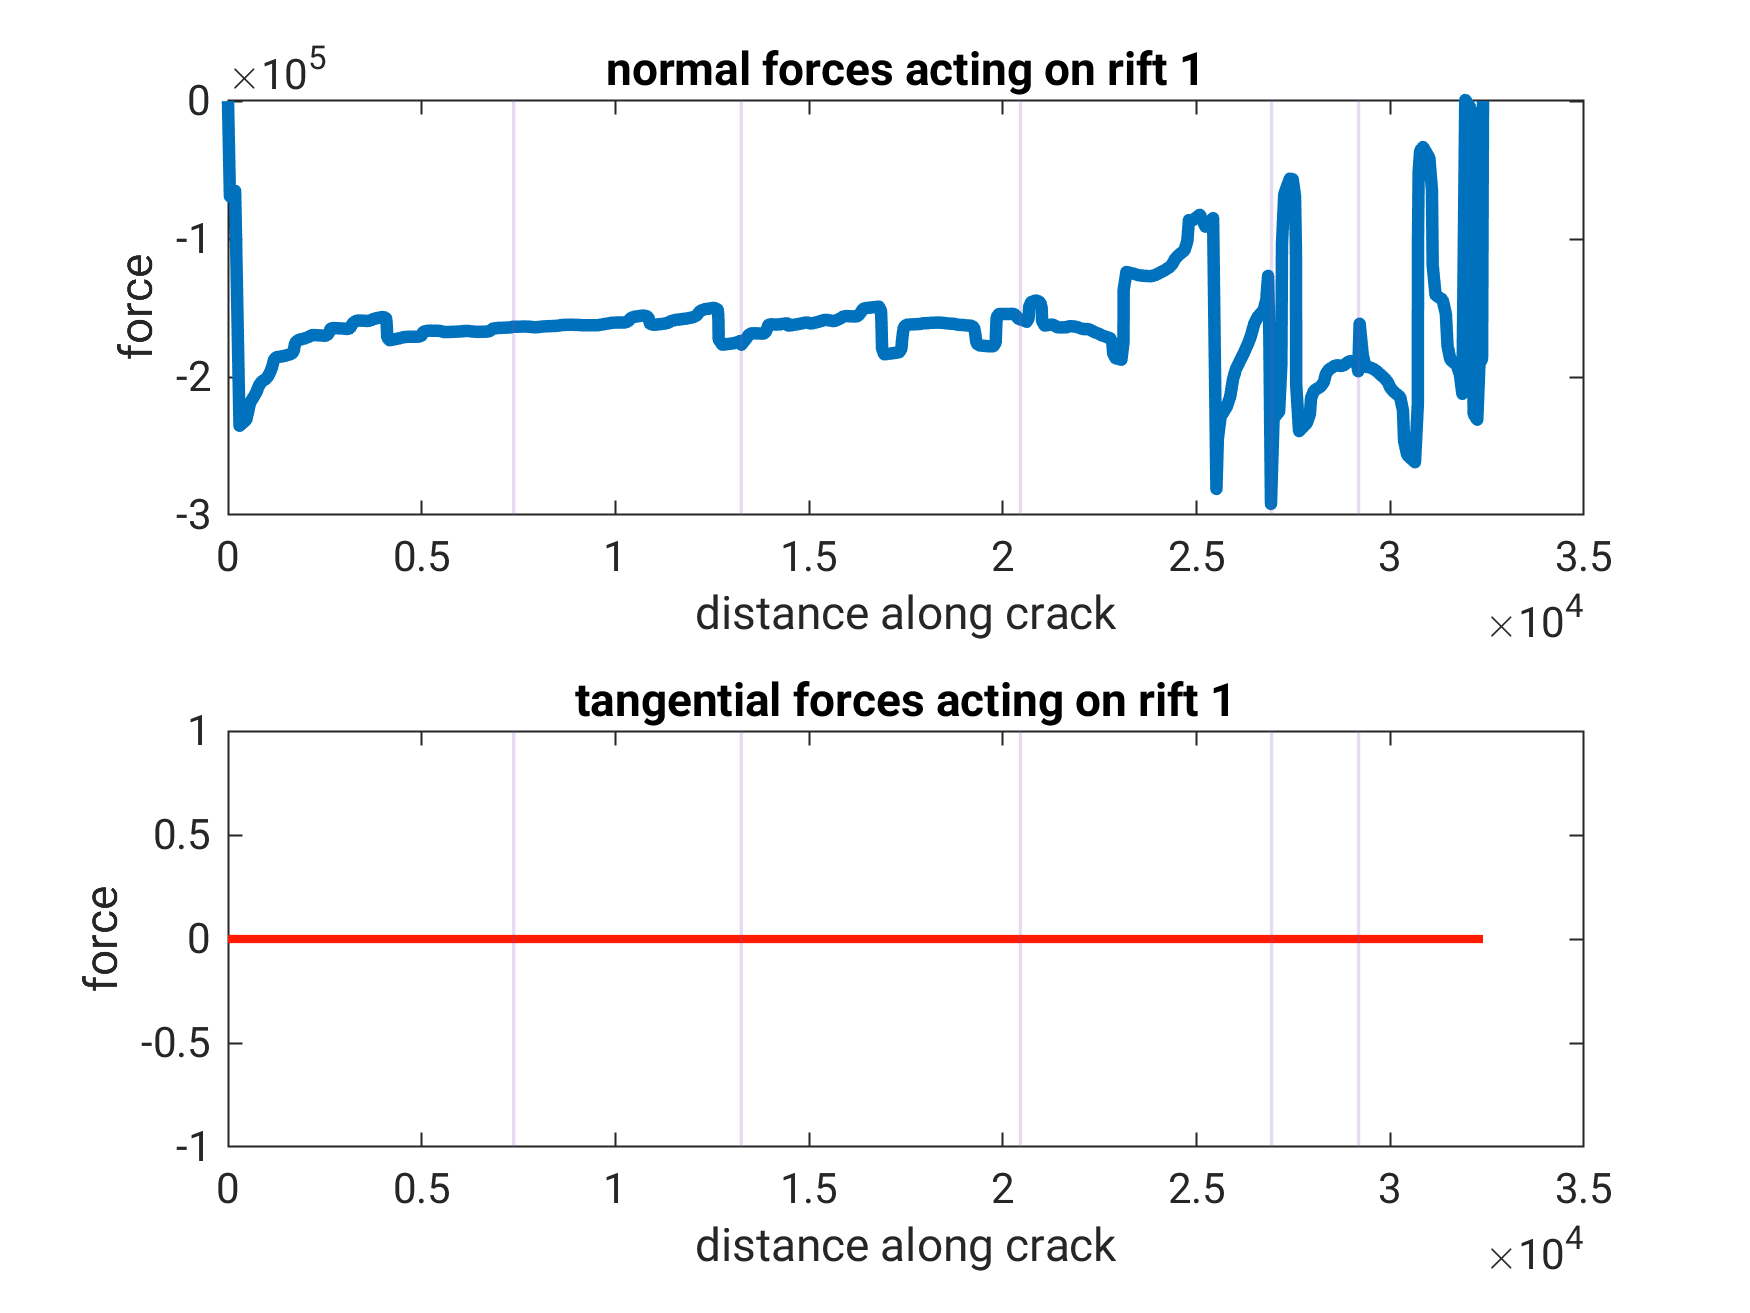 ×10^5
normal forces acting on rift 1
0
-1
-2
-3
force
0 0.5 1 1.5 2 2.5 3 3.5
distance along crack
×10^4
tangential forces acting on rift 1
1
0.5
0
-0.5
-1
force
0 0.5 1 1.5 2 2.5 3 3.5
distance along crack
×10^4